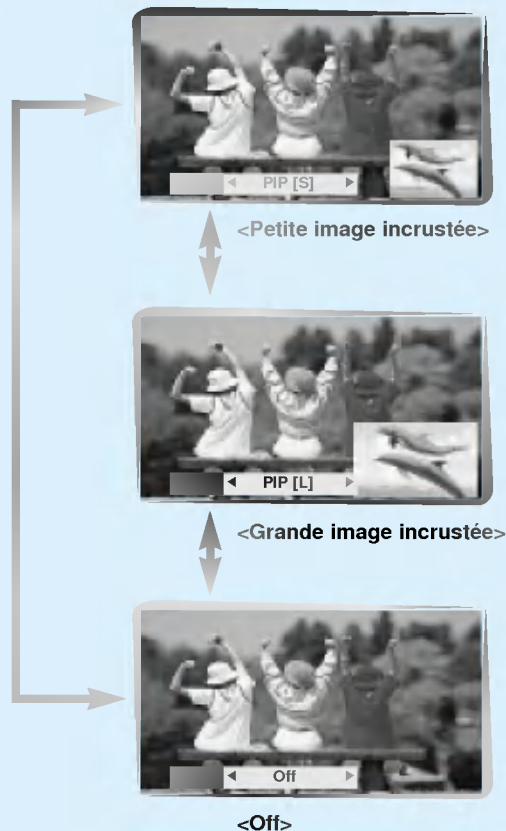 PIP [S]
<Petite image incrustée>
PIP [L]
<Grande image incrustée>
Off
<Off>